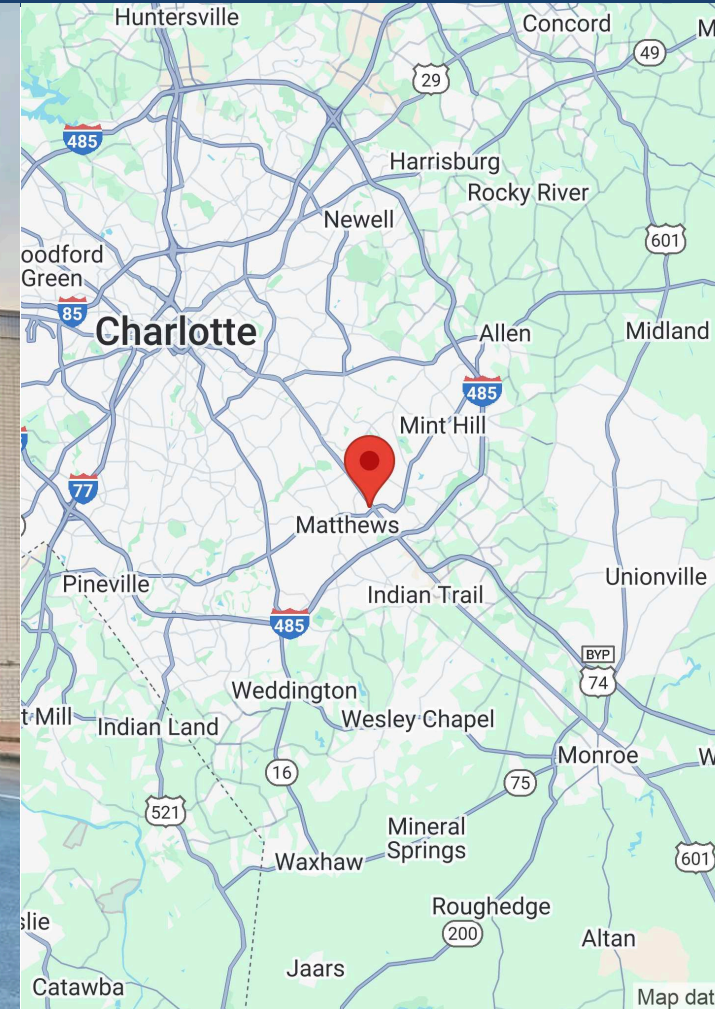 Huntersville
Concord
49
29
485
Harrisburg
Rocky River
Newell
601
oodford
Green
85
Charlotte
Allen
Midland
485
Mint Hill
77
Matthews
Pineville
Indian Trail
Unionville
485
BYP
74
Weddington
t Mill
Indian Land
Wesley Chapel
16
Monroe
W
75
521
Mineral
Springs
Waxhaw
601
slie
Roughedge
200
Altan
Jaars
Catawba
Map dat